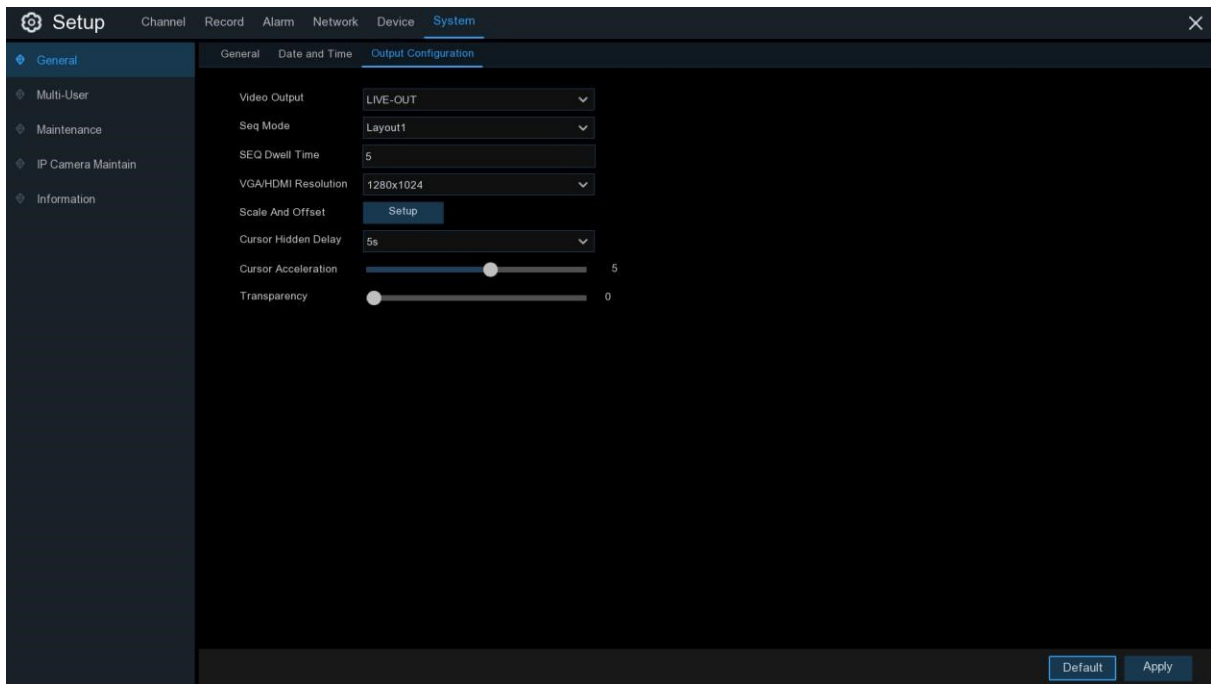 Setup Channel Record Alarm Network Device System
General
Multi-User
Maintenance
IP Camera Maintain
Information
General Date and Time Output Configuration
Video Output LIVE-OUT
Seq Mode Layout1
SEQ Dwell Time 5
VGA/HDMI Resolution 1280x1024
Scale And Offset Setup
Cursor Hidden Delay 5s
Cursor Acceleration 5
Transparency 0
Default Apply